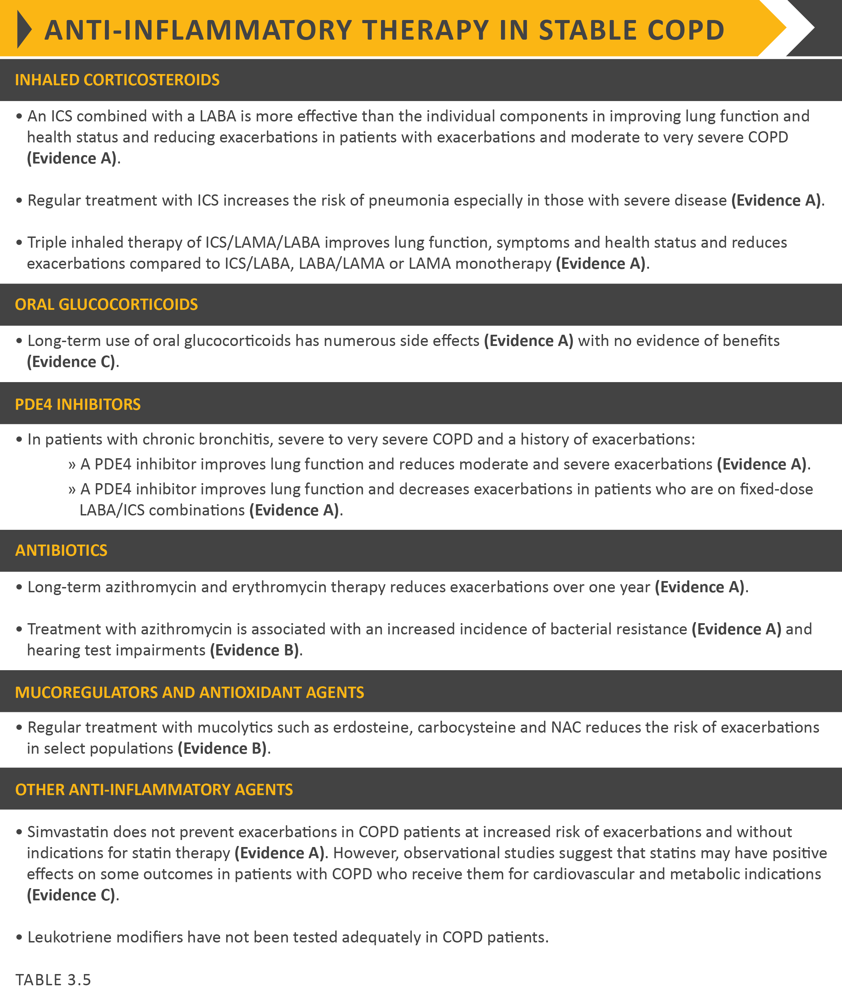 ANTI-INFLAMMATORY THERAPY IN STABLE COPD
INHALED CORTICOSTEROIDS
• An ICS combined with a LABA is more effective than the individual components in improving lung function and
health status and reducing exacerbations in patients with exacerbations and moderate to very severe COPD
(Evidence A).
• Regular treatment with ICS increases the risk of pneumonia especially in those with severe disease (Evidence A).
• Triple inhaled therapy of ICS/LAMA/LABA improves lung function, symptoms and health status and reduces
exacerbations compared to ICS/LABA, LABA/LAMA or LAMA monotherapy (Evidence A).
ORAL GLUCOCORTICOIDS
• Long-term use of oral glucocorticoids has numerous side effects (Evidence A) with no evidence of benefits
(Evidence C).
PDE4 INHIBITORS
• In patients with chronic bronchitis, severe to very severe COPD and a history of exacerbations:
» A PDE4 inhibitor improves lung function and reduces moderate and severe exacerbations (Evidence A).
» A PDE4 inhibitor improves lung function and decreases exacerbations in patients who are on fixed-dose
LABA/ICS combinations (Evidence A).
ANTIBIOTICS
• Long-term azithromycin and erythromycin therapy reduces exacerbations over one year (Evidence A).
• Treatment with azithromycin is associated with an increased incidence of bacterial resistance (Evidence A) and
hearing test impairments (Evidence B).
MUCOREGULATORS AND ANTIOXIDANT AGENTS
• Regular treatment with mucolytics such as erdosteine, carbocysteine and NAC reduces the risk of exacerbations
in select populations (Evidence B).
OTHER ANTI-INFLAMMATORY AGENTS
• Simvastatin does not prevent exacerbations in COPD patients at increased risk of exacerbations and without
indications for statin therapy (Evidence A). However, observational studies suggest that statins may have positive
effects on some outcomes in patients with COPD who receive them for cardiovascular and metabolic indications
(Evidence C).
• Leukotriene modifiers have not been tested adequately in COPD patients.
TABLE 3.5